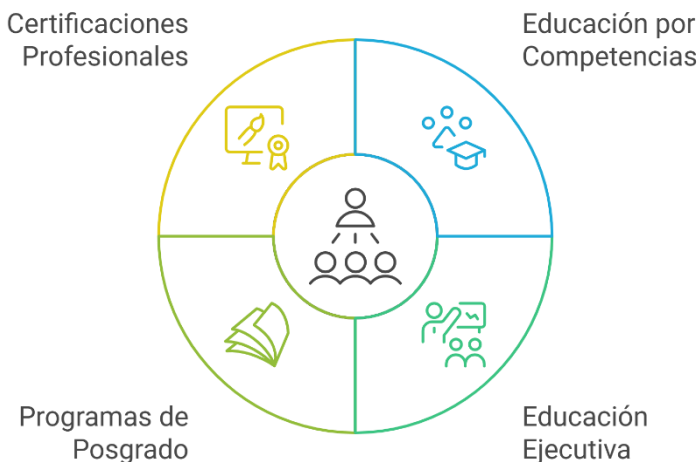 Certificaciones
Profesionales
Educación por
Competencias
Programas de
Posgrado
Educación
Ejecutiva